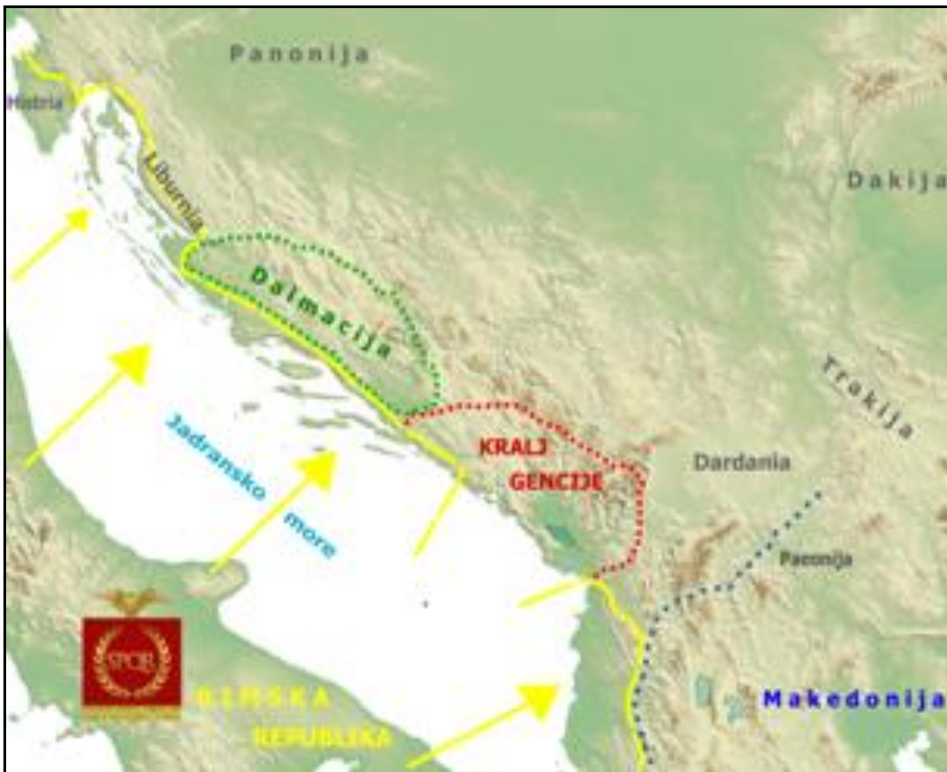 Panonija
Histria
Liburnia
Dakija
Dalmacija
Trakija
KRALJ
GENCIJE
Dardania
Jadransko
more
Paeonija
SPQR
RIMSKA
REPUBLIKA
Makedonija